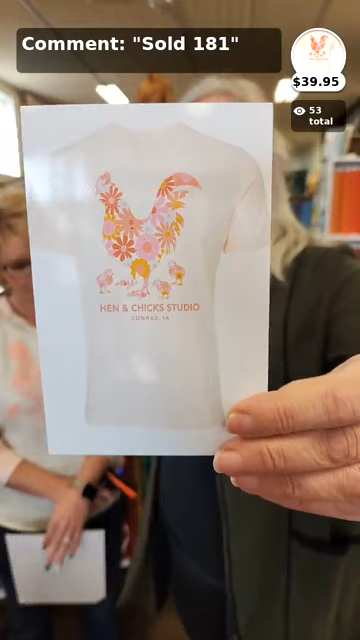 Comment: "Sold 181"
$39.95
53
total
HEN & CHICKS STUDIO
CONRAD, IA